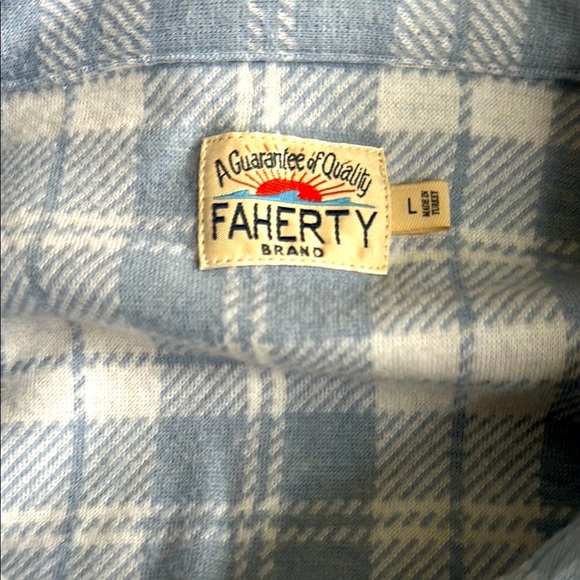 A Guarantee of Quality
FAHERTY
BRAND
L
MADE IN
TURKEY